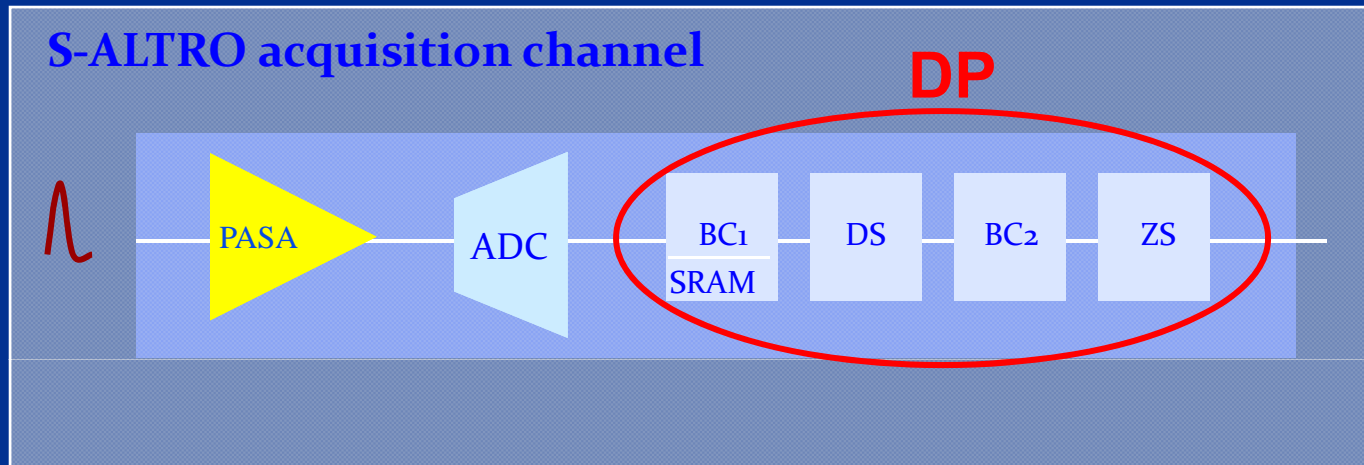 S-ALTRO acquisition channel
DP
PASA
ADC
BC1
SRAM
DS
BC2
ZS